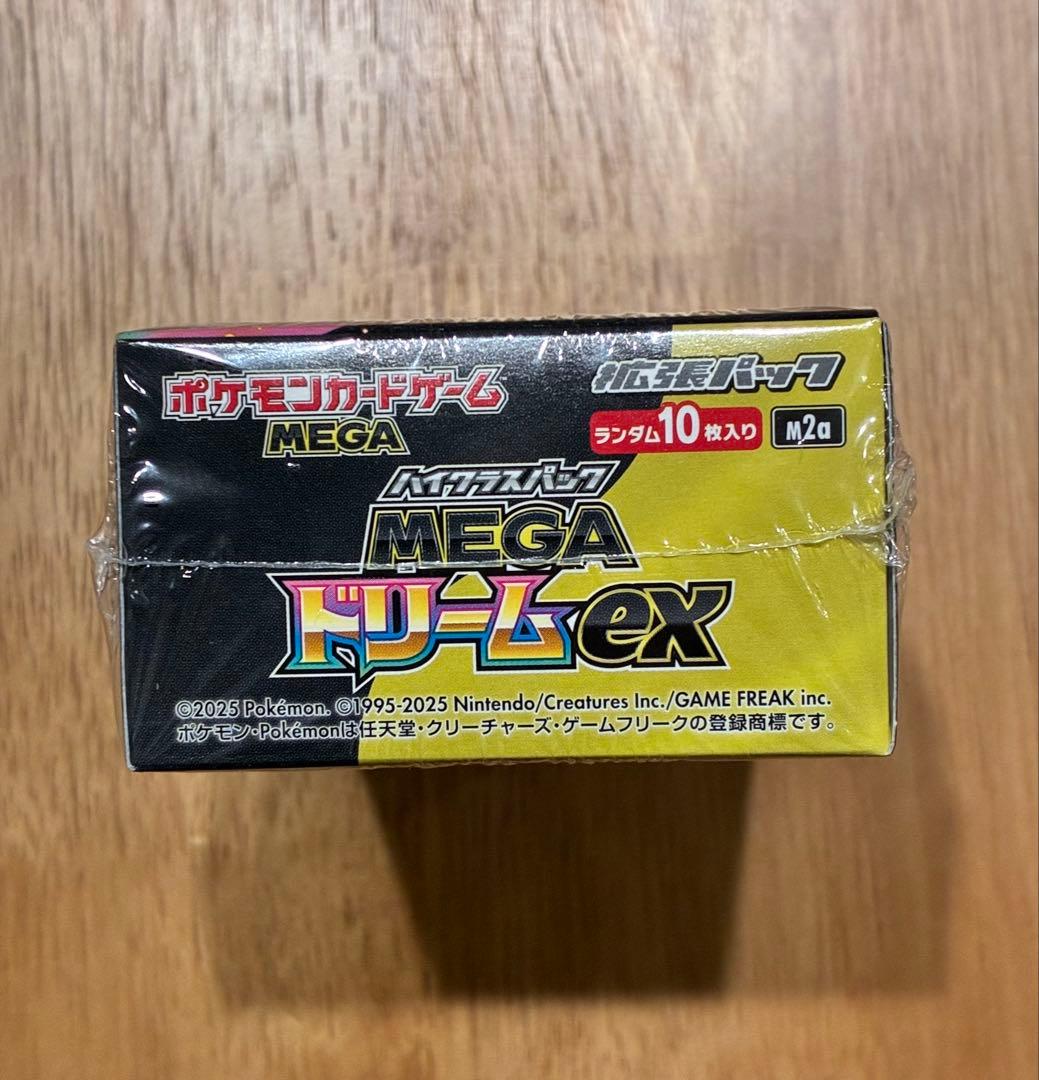 ポケモンカードゲーム
MEGA
拡張パック
ランダム10枚入り M2a
ハイクラスパック
MEGA
ドリームex
©2025 Pokémon. ©1995-2025 Nintendo/Creatures Inc./GAME FREAK inc.
ポケモン・Pokémonは任天堂・クリーチャーズ・ゲームフリークの登録商標です。